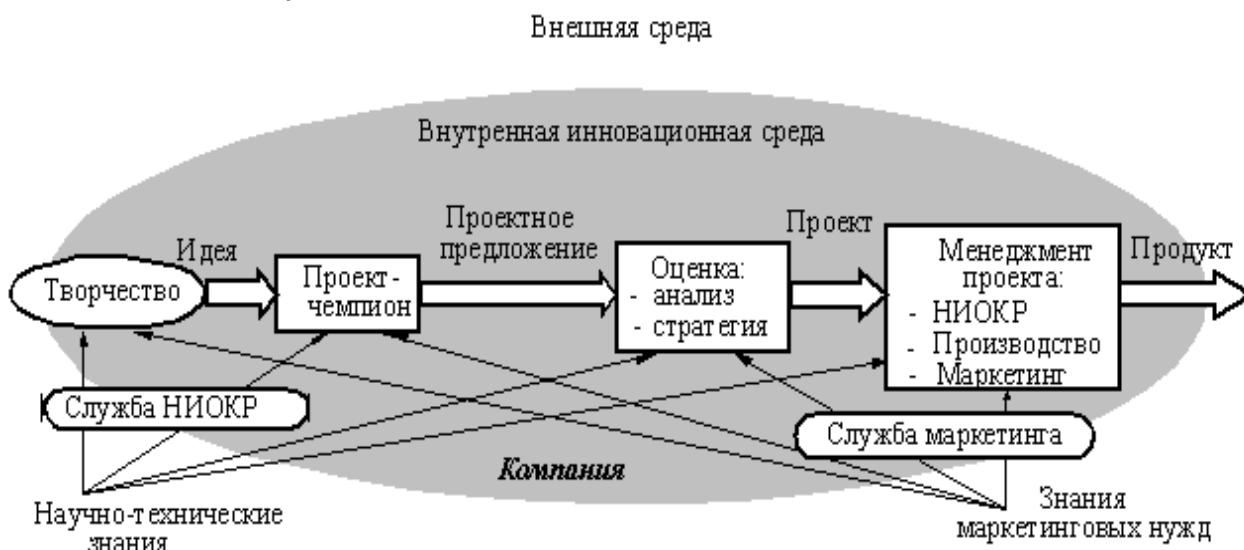 Внешняя среда
Внутренная инновационная среда
Идея
Проектное
предложение
Проект
Продукт
Творчество
Проект-
чемпион
Оценка:
- анализ
- стратегия
Менеджмент
проекта:
- НИОКР
- Производство
- Маркетинг
Служба НИОКР
Служба маркетинга
Компания
Научно-технические
знания
Знания
маркетинговых нужд